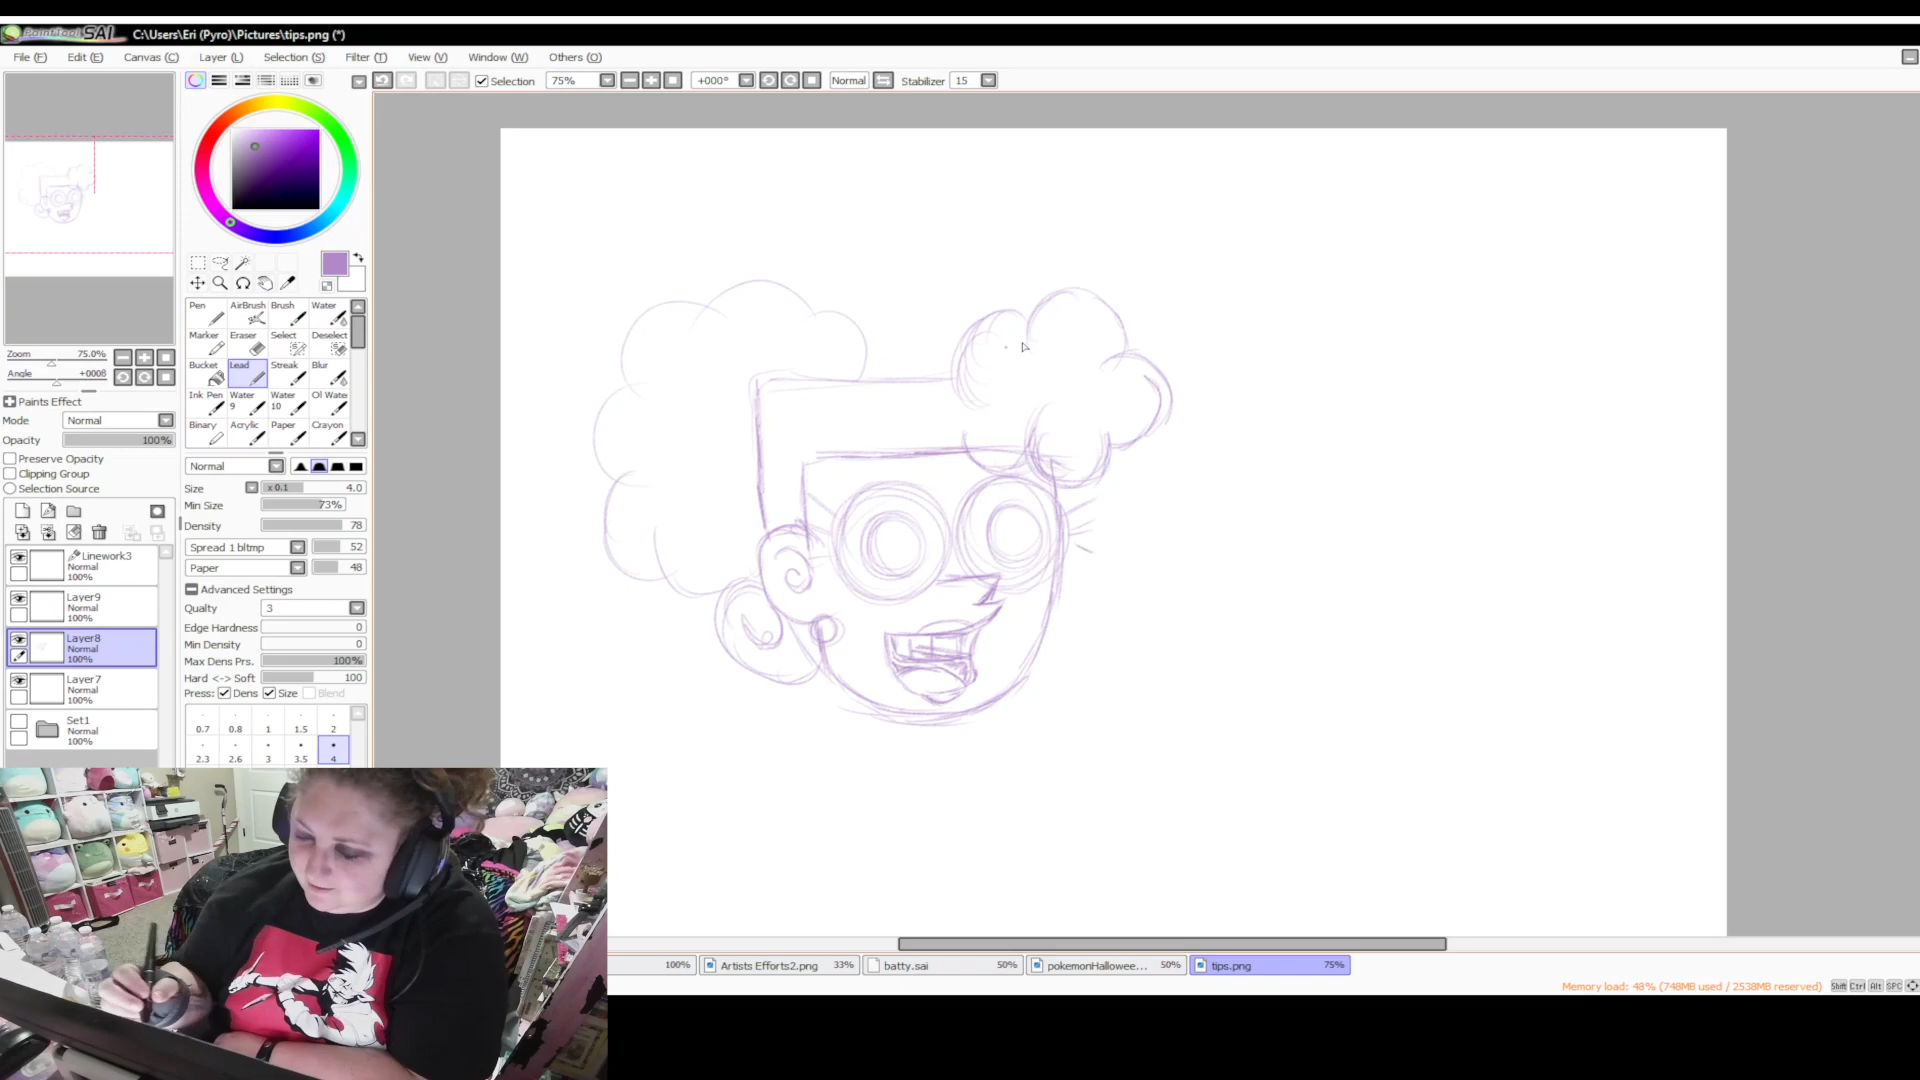 PaintTool SAI C:\Users\Eri (Pyro)\Pictures\tips.png (*)
File (F) Edit (E) Canvas (C) Layer (L) Selection (S) Filter (T) View (V) Window (W) Others (O)
Selection 75% +000° Normal Stabilizer 15
Pen AirBrush Brush Water
Marker Eraser Select Deselect
Bucket Lead Streak Blur
Ink Pen Water 9 Water 10 Ol Wate
Binary Acrylic Paper Crayon
Zoom 75.0%
Angle +0008
Paints Effect
Mode Normal
Opacity 100%
Preserve Opacity
Clipping Group
Selection Source
Linework3
Normal
100%
Layer9
Normal
100%
Layer8
Normal
100%
Layer7
Normal
100%
Set1
Normal
100%
Normal
Size x 0.1 4.0
Min Size 73%
Density 78
Spread 1 bltmp 52
Paper 48
Advanced Settings
Qualty 3
Edge Hardness 0
Min Density 0
Max Dens Prs. 100%
Hard <-> Soft 100
Press: Dens Size Blend
0.7 0.8 1 1.5 2
2.3 2.6 3 3.5 4
100% Artists Efforts2.png 33% batty.sai 50% pokemonHallowee... 50% tips.png 75%
Memory load: 48% (748MB used / 2538MB reserved) Shift Ctrl Alt SPC